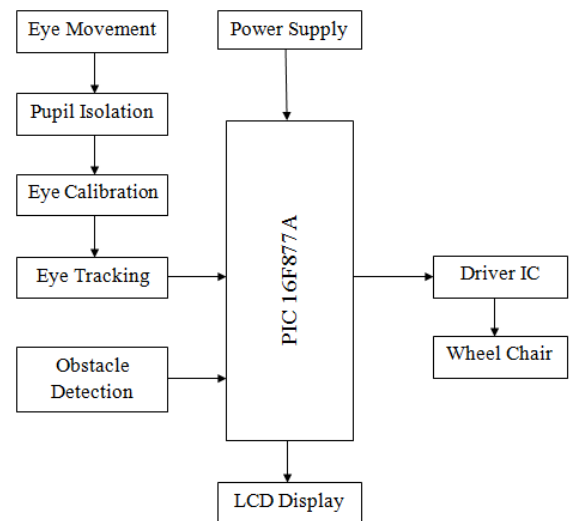 Eye Movement
Power Supply
Pupil Isolation
Eye Calibration
Eye Tracking
PIC 16F877A
Driver IC
Wheel Chair
Obstacle
Detection
LCD Display